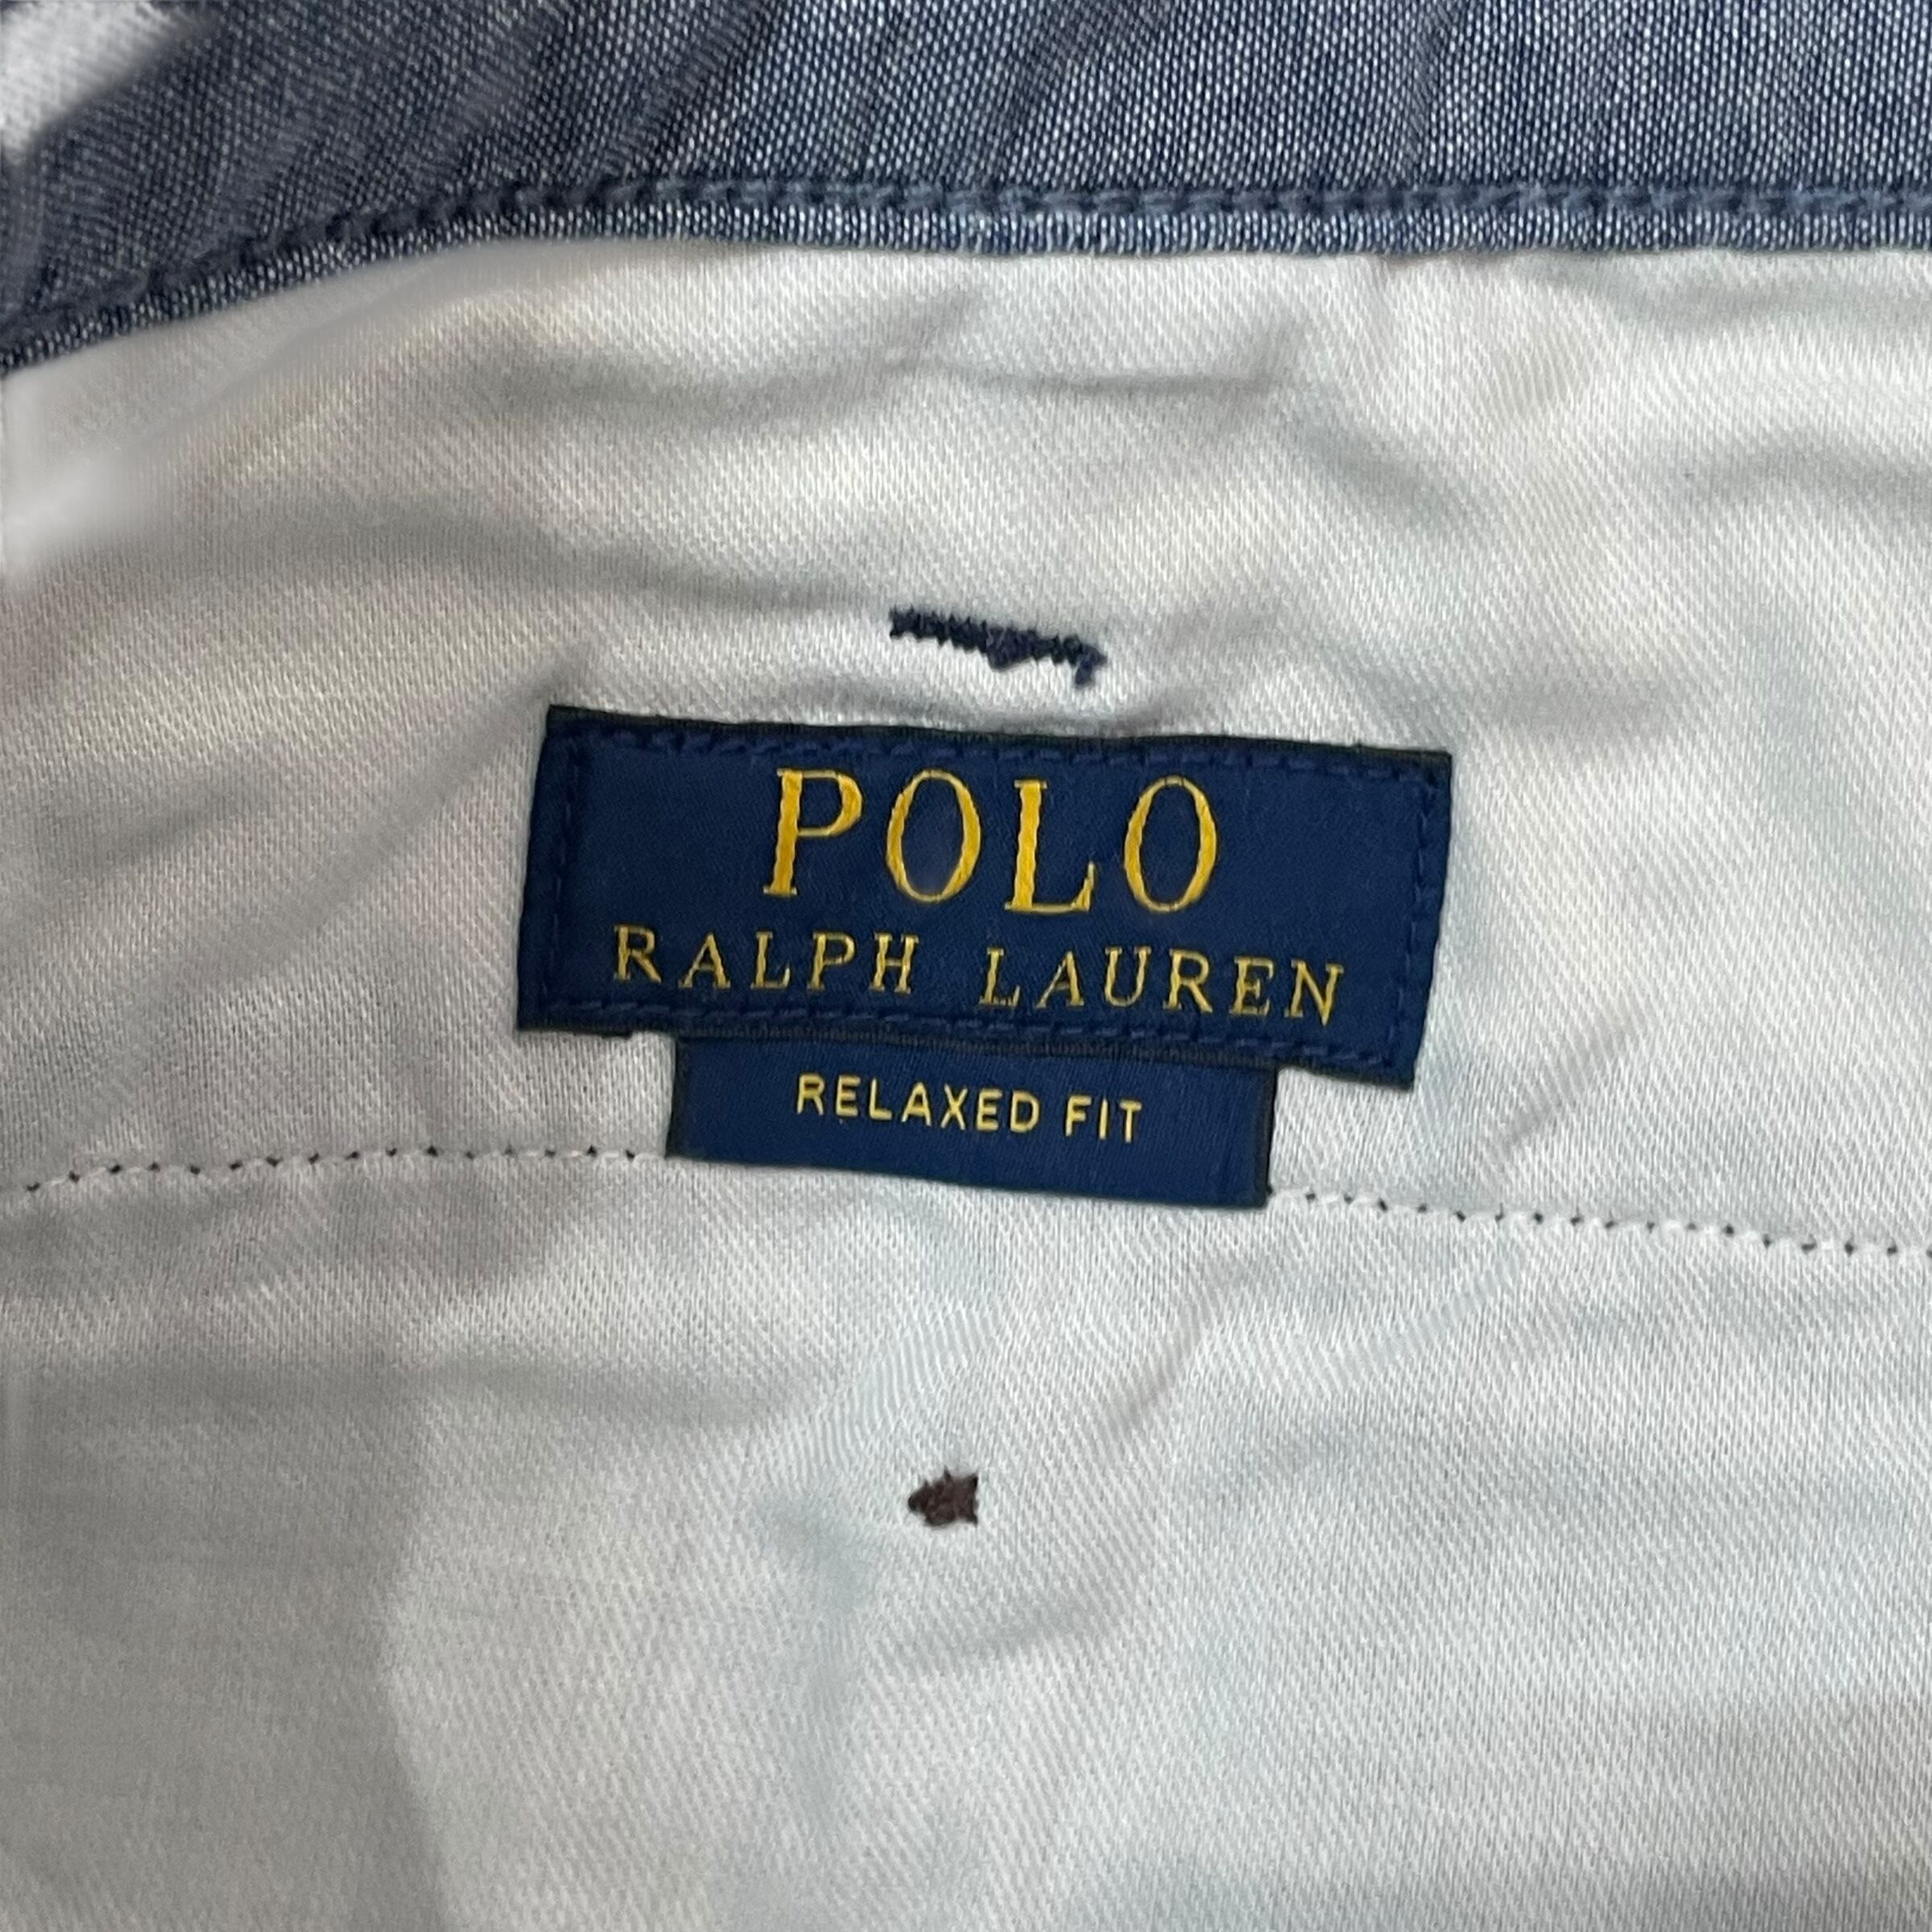 POLO
RALPH LAUREN
RELAXED FIT